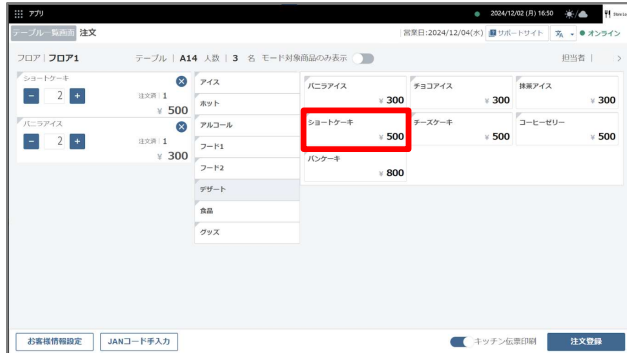 アプリ
2024/12/02 (月) 16:50
テーブル一覧画面 注文
営業日:2024/12/04(水) サポートサイト オンライン
フロア | フロア1 テーブル | A14 人数 | 3 名 モード対象商品のみ表示 担当者 |
ショートケーキ
2
注文済 : 1
¥ 500
バニラアイス
2
注文済 : 1
¥ 300
アイス
ホット
アルコール
フード1
フード2
デザート
食品
グッズ
バニラアイス
¥ 300
チョコアイス
¥ 300
抹茶アイス
¥ 300
ショートケーキ
¥ 500
チーズケーキ
¥ 500
コーヒーゼリー
¥ 500
パンケーキ
¥ 800
お客様情報設定 JANコード手入力 キッチン伝票印刷 注文登録